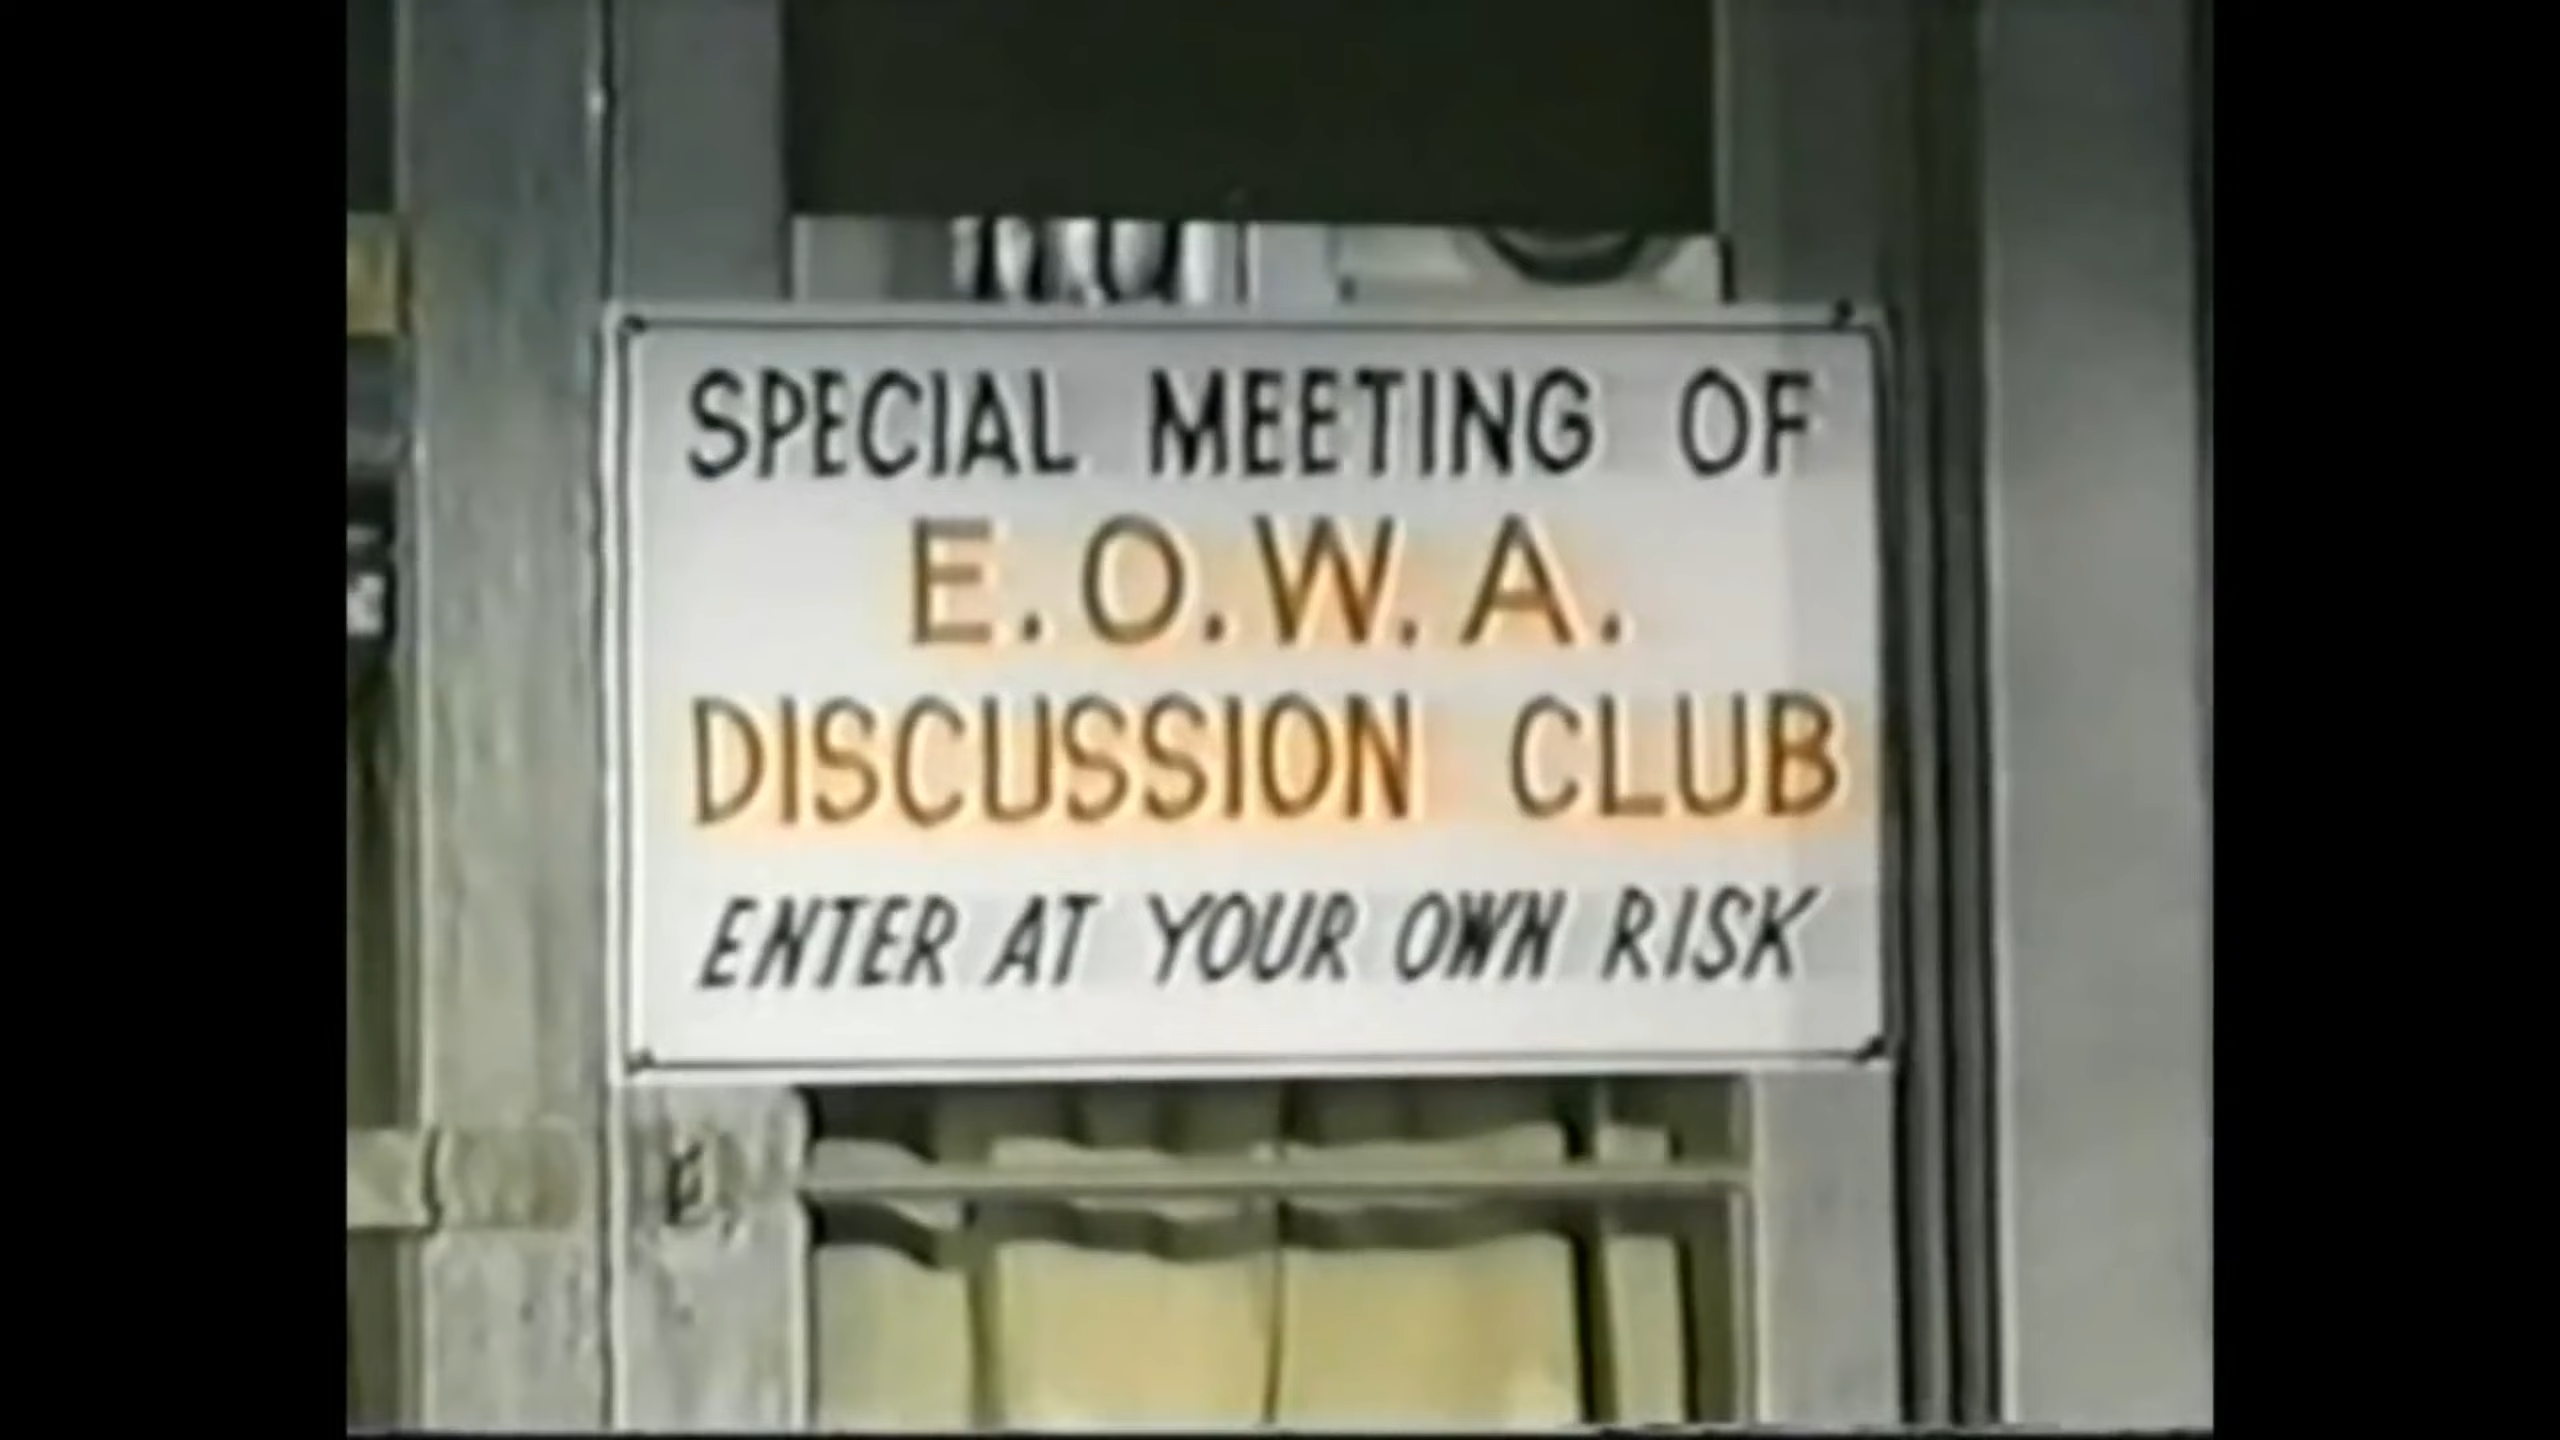 SPECIAL MEETING OF
E.O.W.A.
DISCUSSION CLUB
ENTER AT YOUR OWN RISK